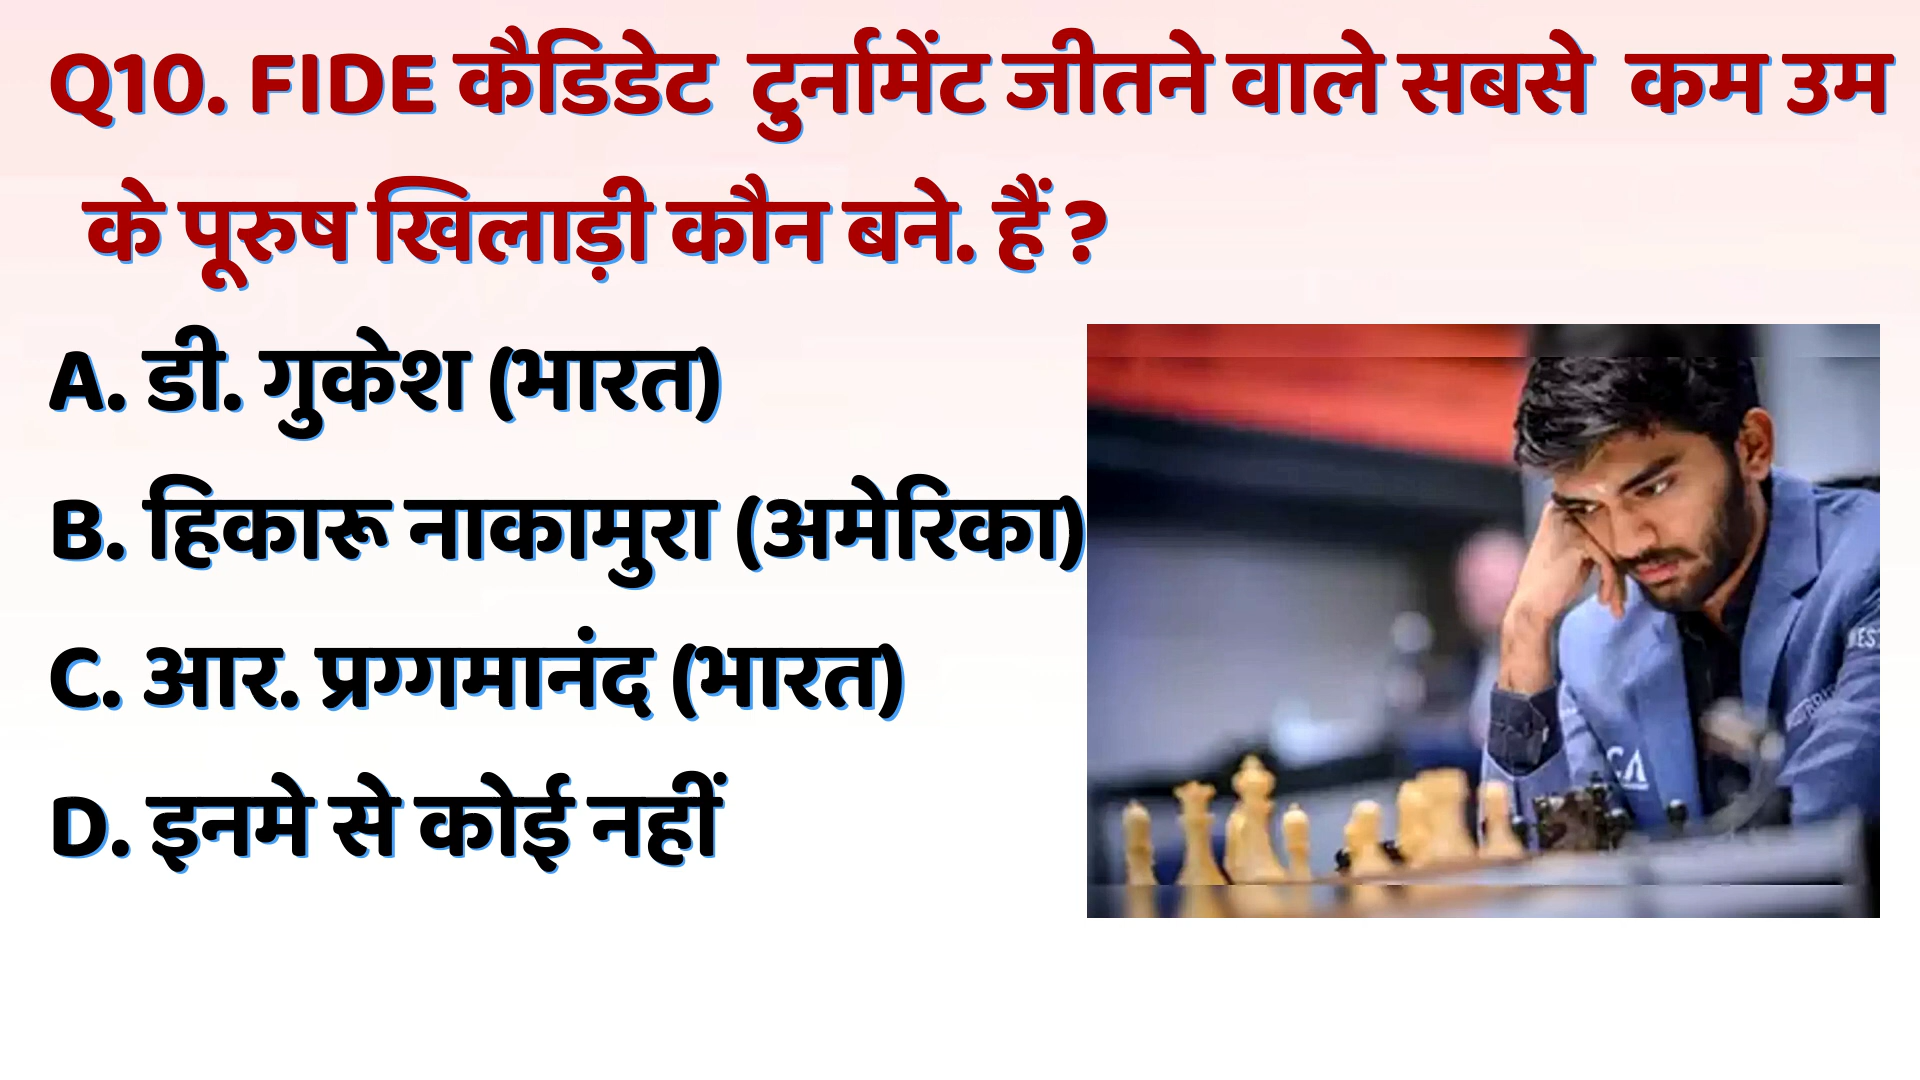 Q10. FIDE कैडिडेट टुर्नामेंट जीतने वाले सबसे कम उम
के पूरुष खिलाड़ी कौन बने. हैं ?
A. डी. गुकेश (भारत)
B. हिकारू नाकामुरा (अमेरिका)
C. आर. प्रग्गमानंद (भारत)
D. इनमे से कोई नहीं